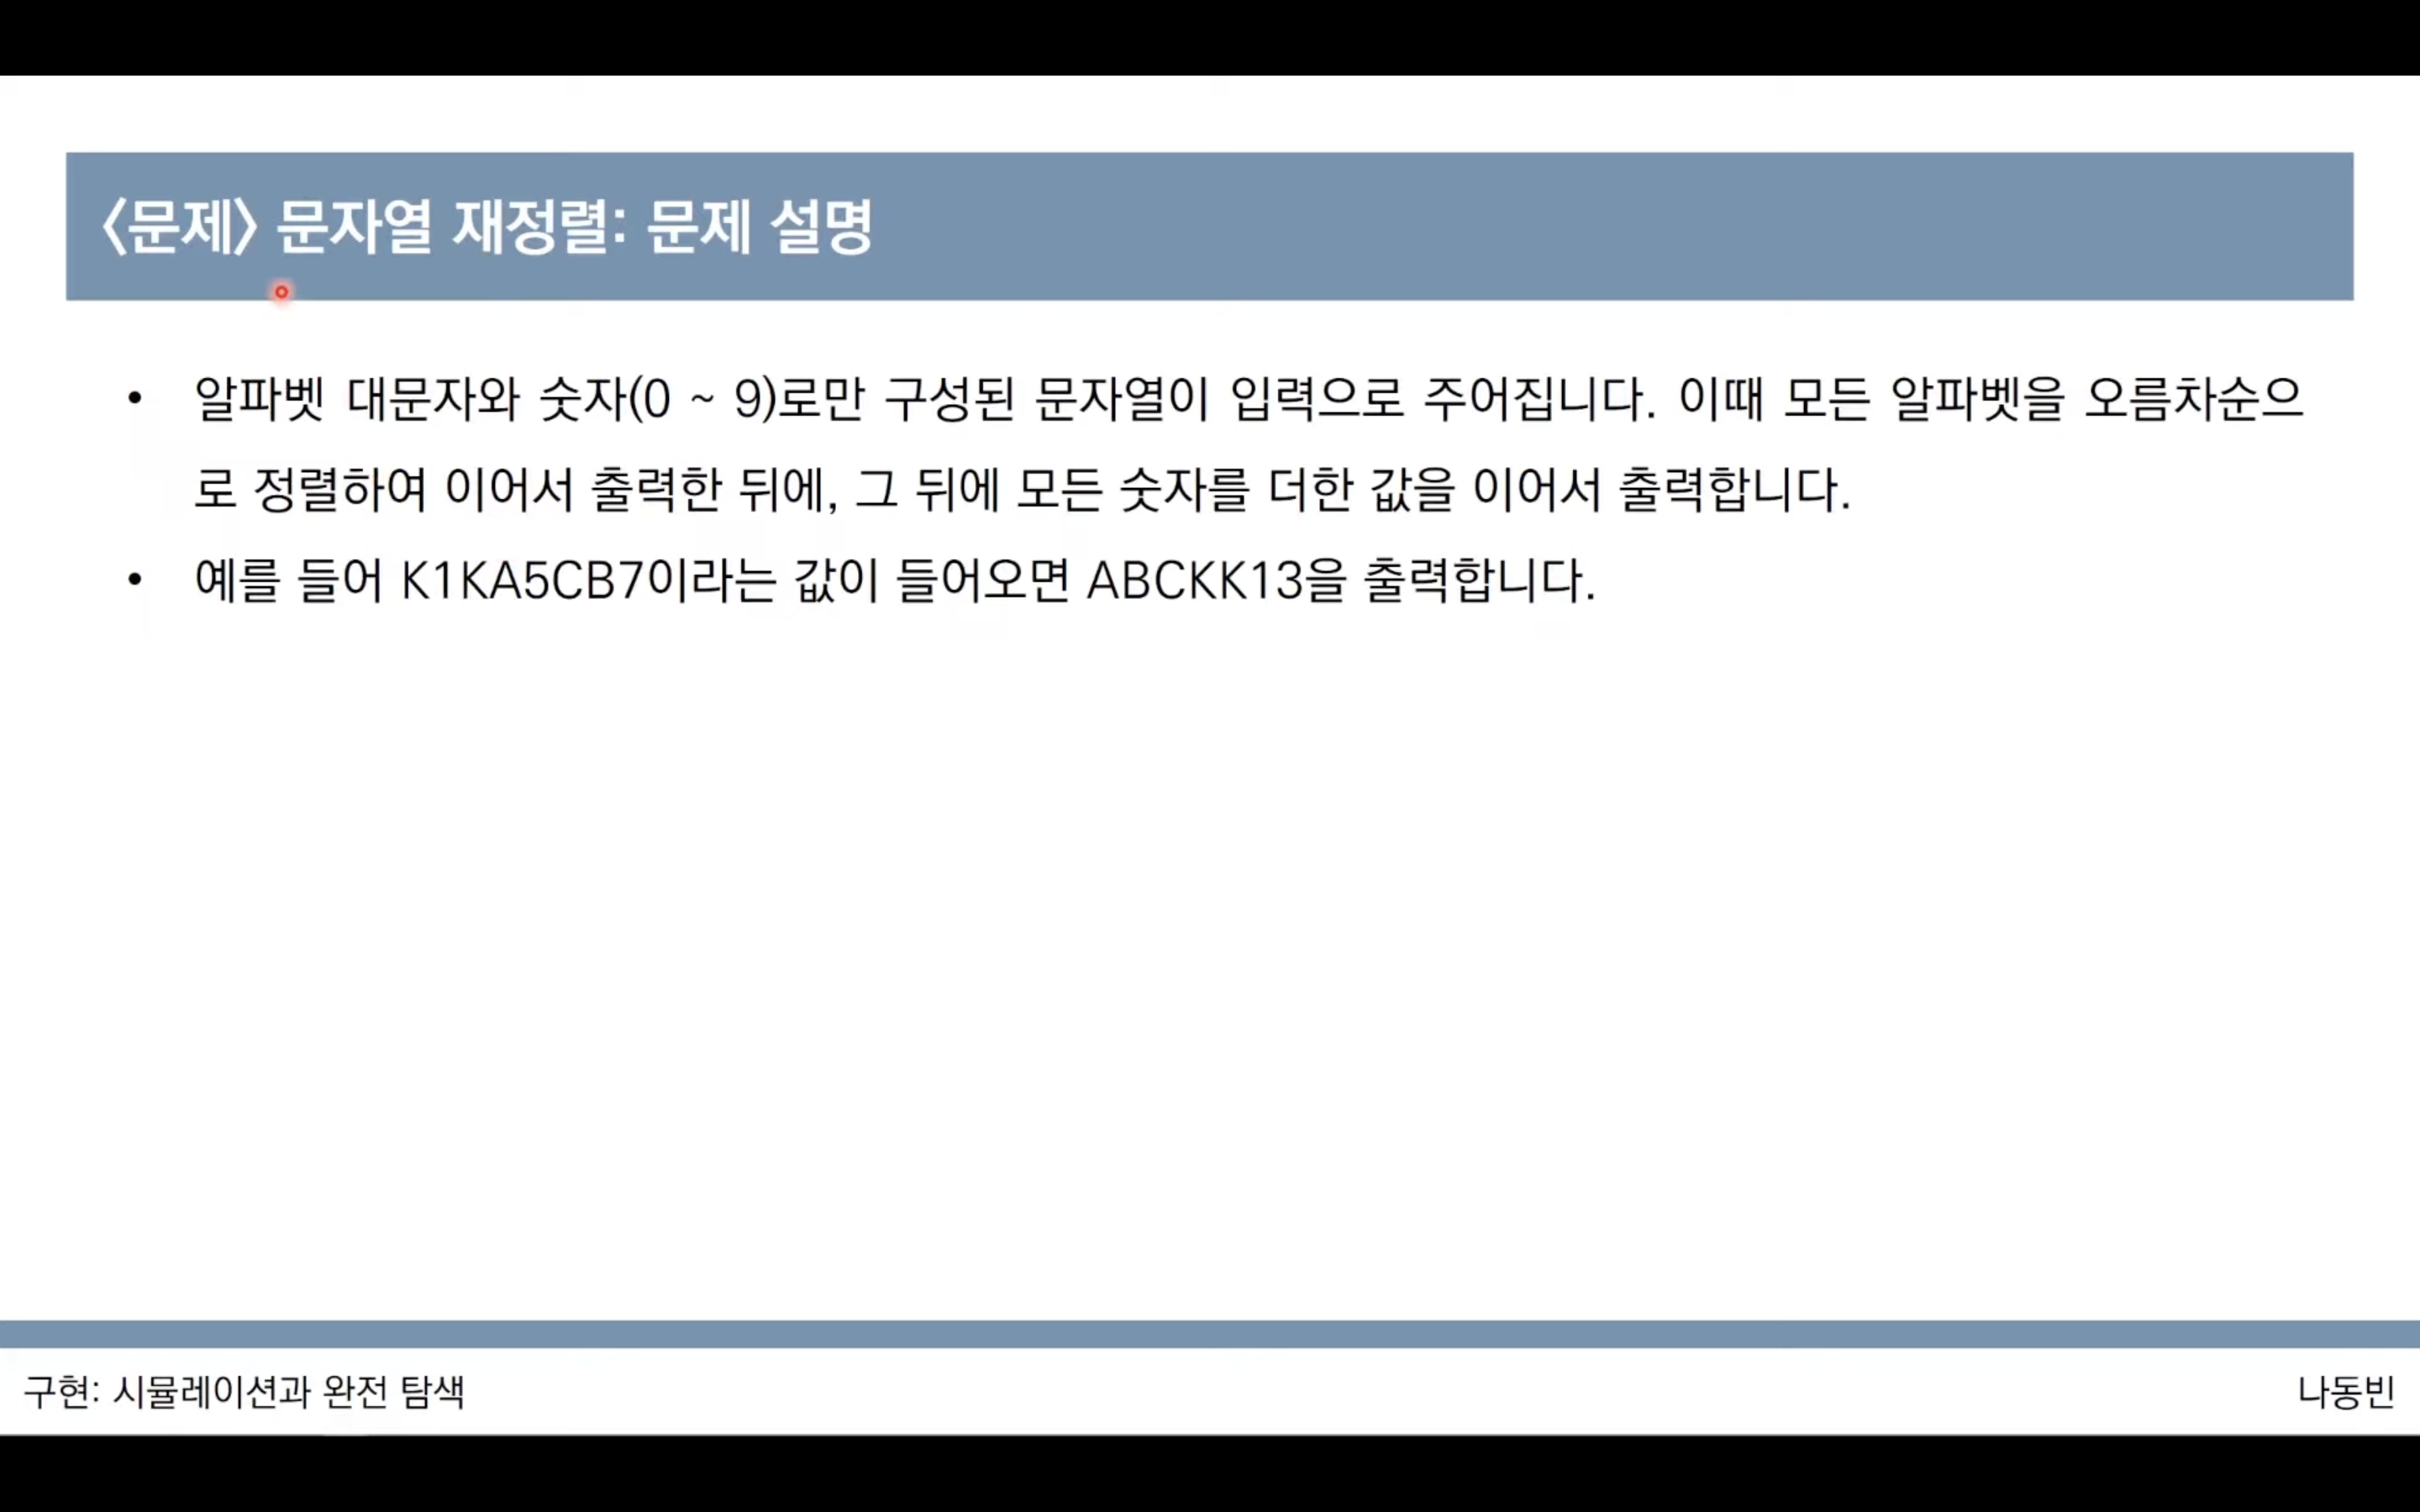 〈문제〉 문자열 재정렬: 문제 설명
• 알파벳 대문자와 숫자(0 ~ 9)로만 구성된 문자열이 입력으로 주어집니다. 이때 모든 알파벳을 오름차순으
로 정렬하여 이어서 출력한 뒤에, 그 뒤에 모든 숫자를 더한 값을 이어서 출력합니다.
• 예를 들어 K1KA5CB7이라는 값이 들어오면 ABCKK13을 출력합니다.
구현: 시뮬레이션과 완전 탐색
나동빈